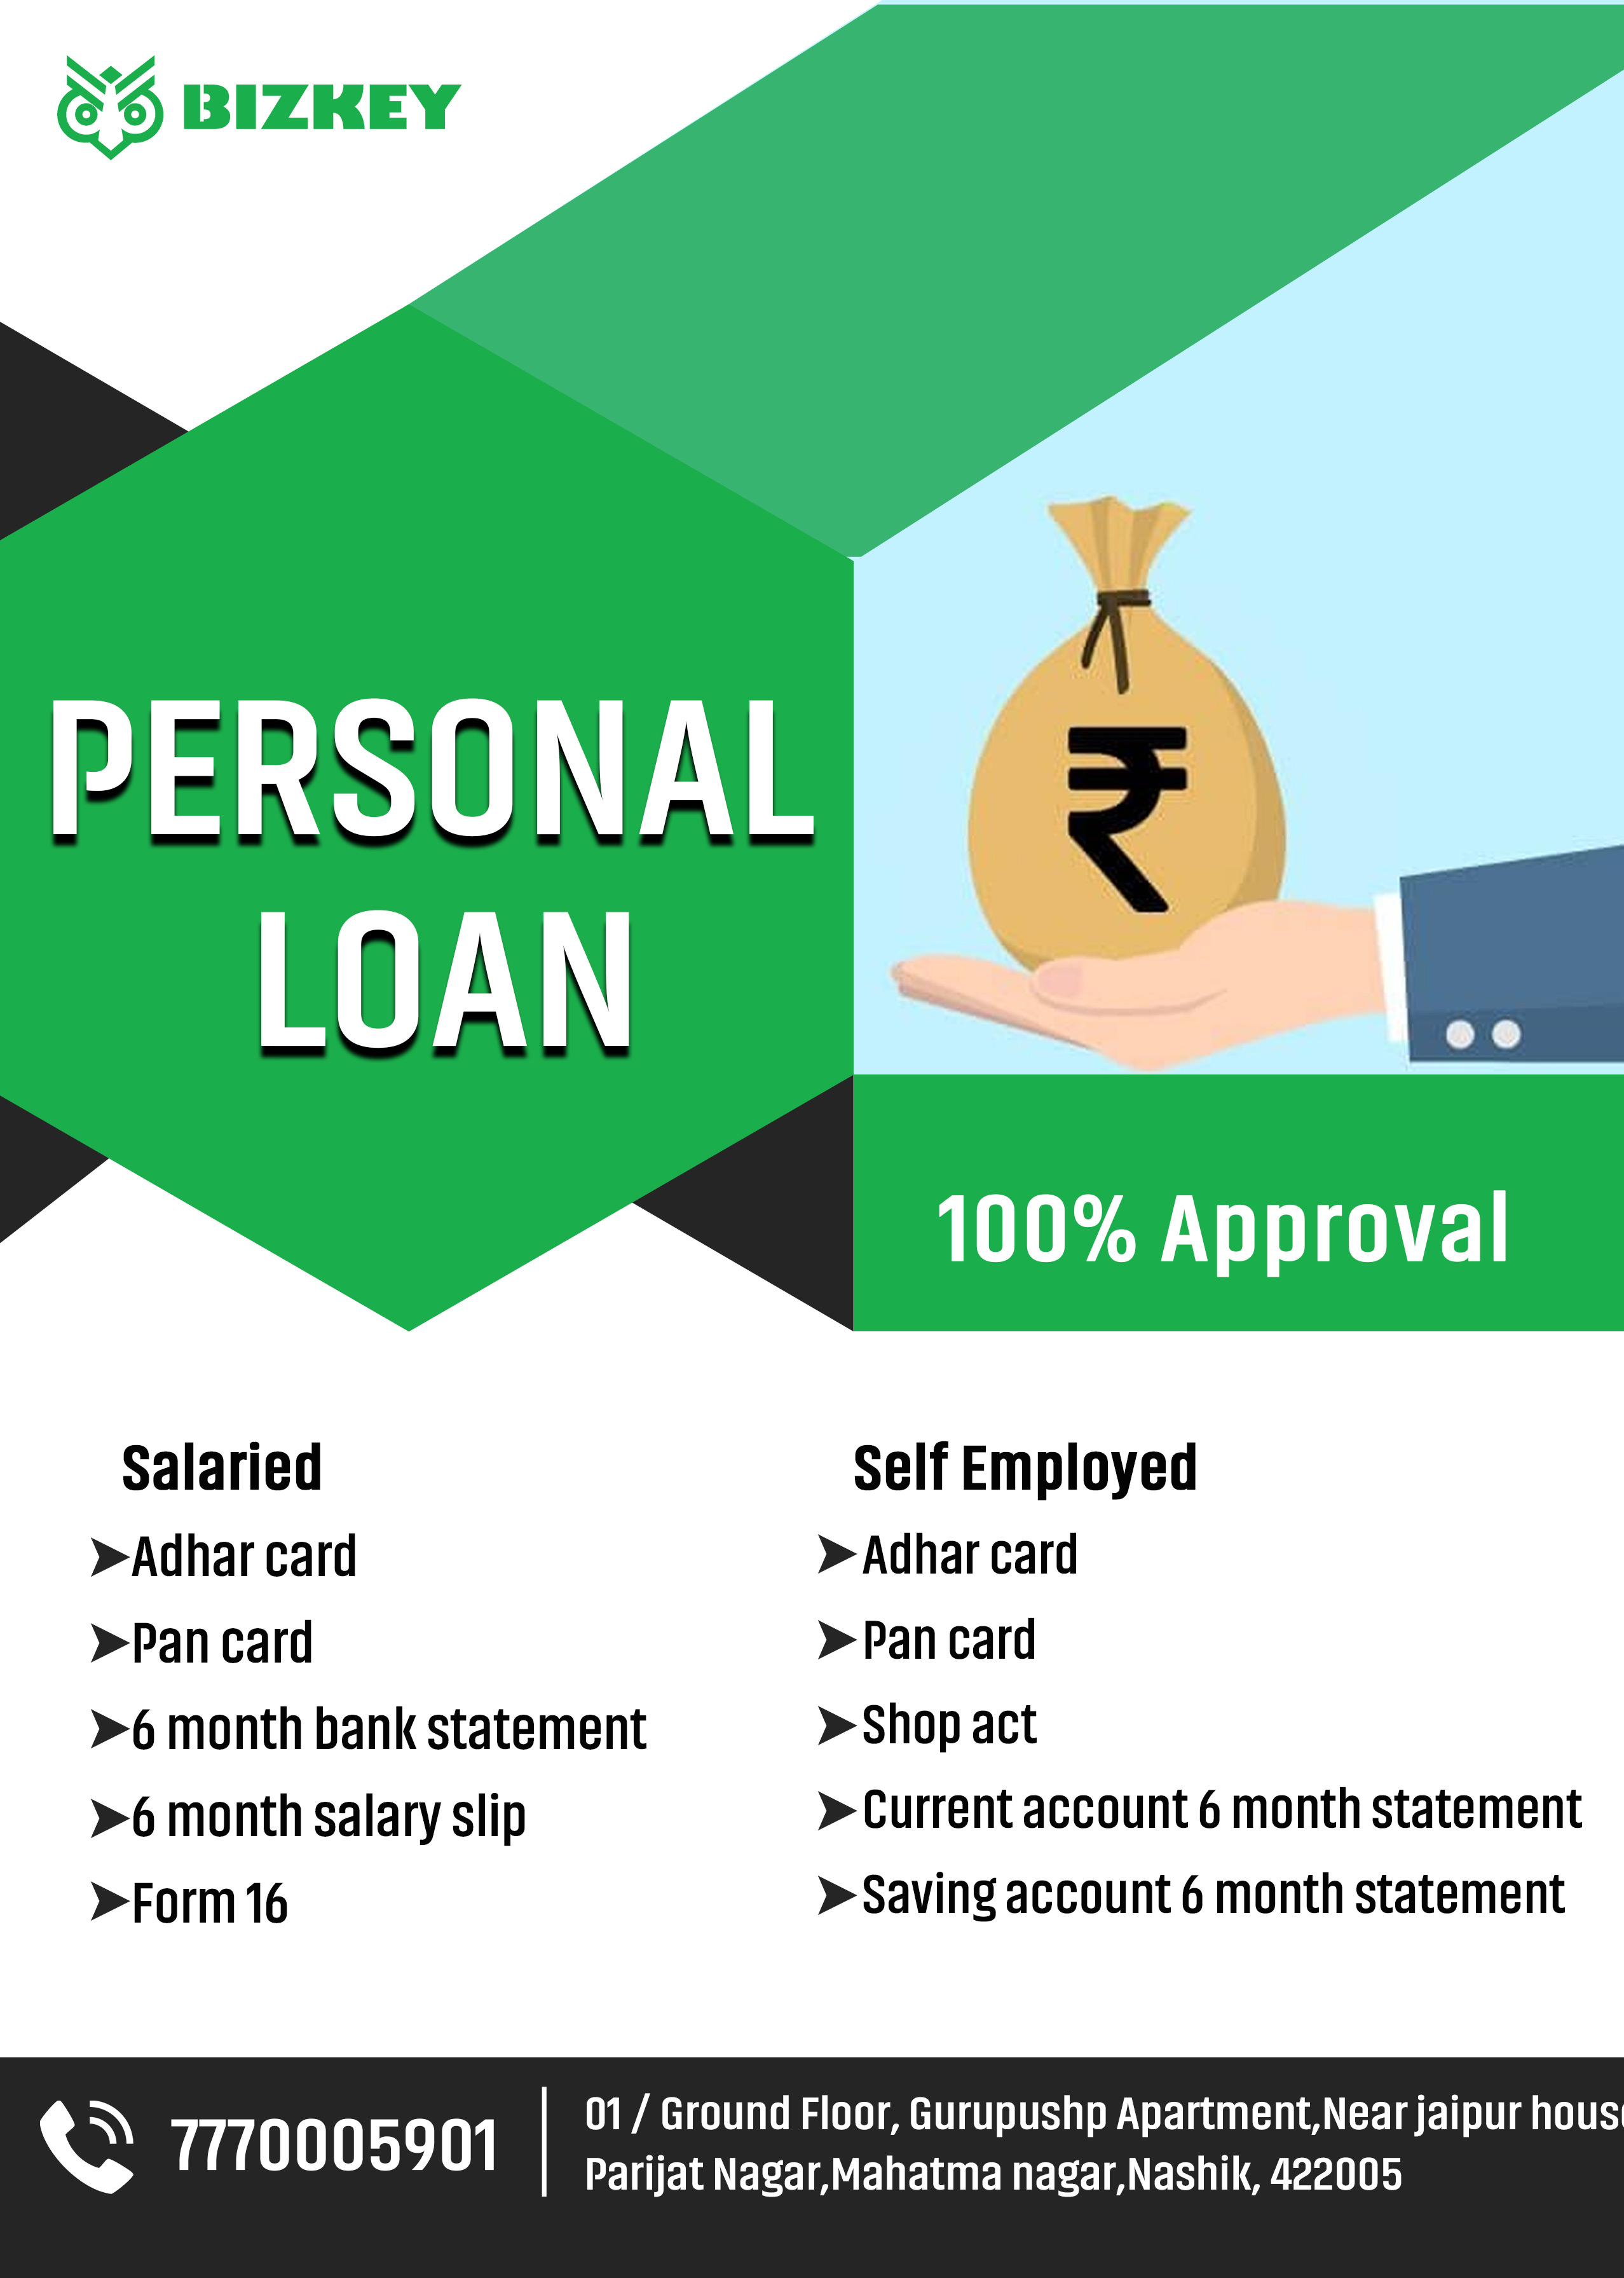 BIZKEY
PERSONAL
LOAN
₹
100% Approval
Salaried
➤Adhar card
➤Pan card
➤6 month bank statement
➤6 month salary slip
➤Form 16
Self Employed
➤Adhar card
➤Pan card
➤Shop act
➤Current account 6 month statement
➤Saving account 6 month statement
7770005901
01 / Ground Floor, Gurupushp Apartment,Near jaipur house
Parijat Nagar,Mahatma nagar,Nashik, 422005